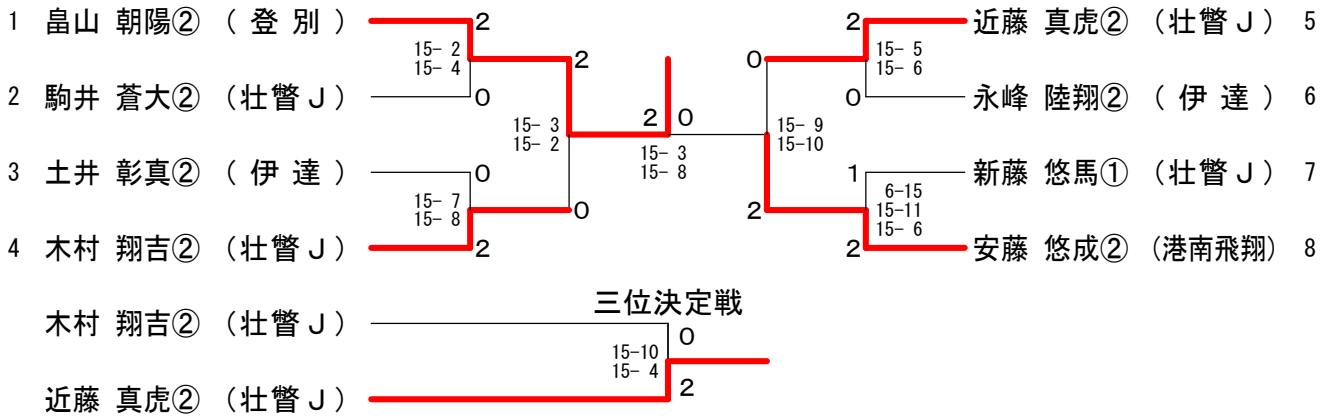 1 畠山 朝陽② （ 登 別 ） 2 2 近藤 真虎② （壮瞥Ｊ） 5
15- 2 15- 5
15- 4 2 0 15- 6
2 駒井 蒼大② （壮瞥Ｊ） 0 0 永峰 陸翔② （ 伊 達 ） 6
15- 3 2 0 15- 9
15- 2 15- 3 15-10
15- 8
3 土井 彰真② （ 伊 達 ） 0 1 新藤 悠馬① （壮瞥Ｊ） 7
15- 7 6-15
15- 8 0 2 15-11
15- 6
4 木村 翔吉② （壮瞥Ｊ） 2 2 安藤 悠成② （港南飛翔） 8
三位決定戦
木村 翔吉② （壮瞥Ｊ） 0
15-10
15- 4
近藤 真虎② （壮瞥Ｊ） 2